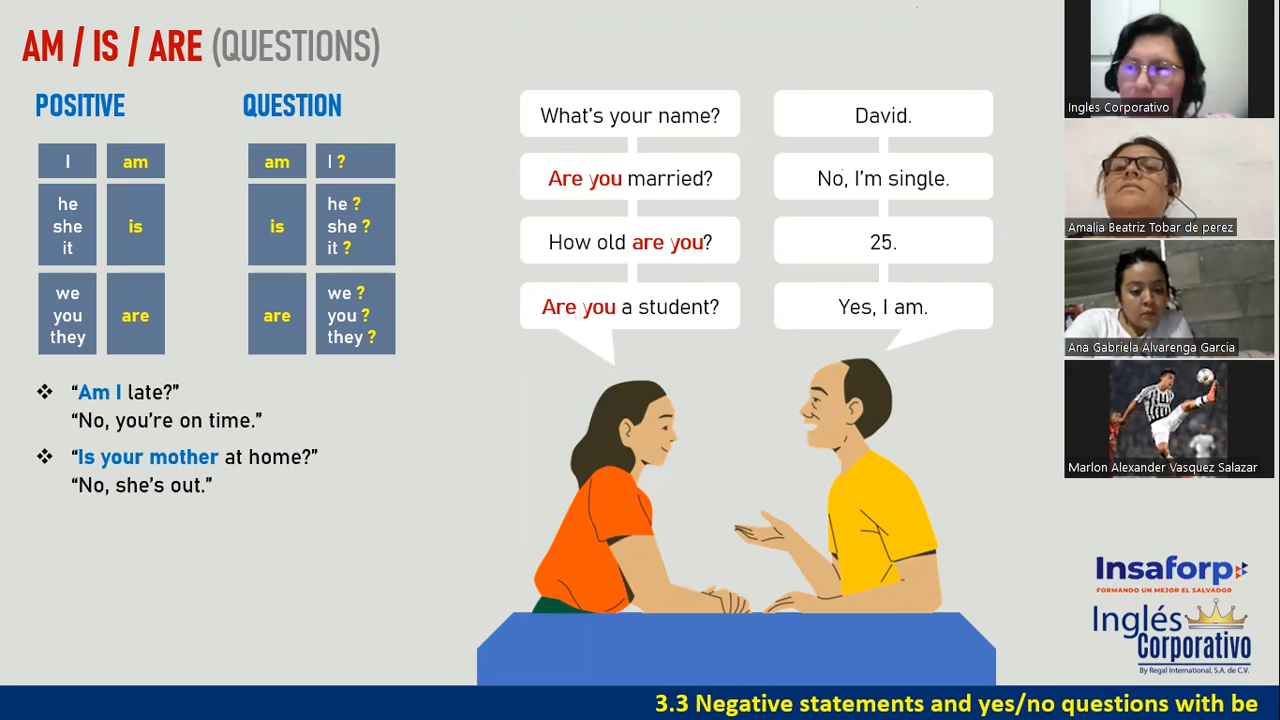 AM / IS / ARE (QUESTIONS)
POSITIVE
QUESTION
I
am
he
she
it
is
we
you
they
are
am
I ?
is
he ?
she ?
it ?
are
we ?
you ?
they ?
❖ “Am I late?”
“No, you’re on time.”
❖ “Is your mother at home?”
“No, she’s out.”
What’s your name?
Are you married?
How old are you?
Are you a student?
David.
No, I’m single.
25.
Yes, I am.
Ingles Corporativo
Amalia Beatriz Tobar de perez
Ana Gabriela Alvarenga Garcia
Marlon Alexander Vasquez Salazar
Insaforp
FORMANDO UN MEJOR EL SALVADOR
Inglés
Corporativo
By Regal International, S.A. de C.V.
3.3 Negative statements and yes/no questions with be